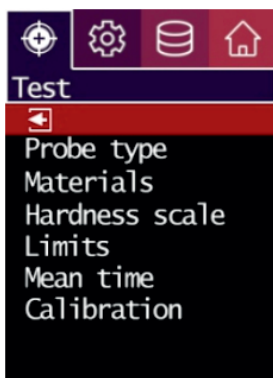 Test
Probe type
Materials
Hardness scale
Limits
Mean time
Calibration